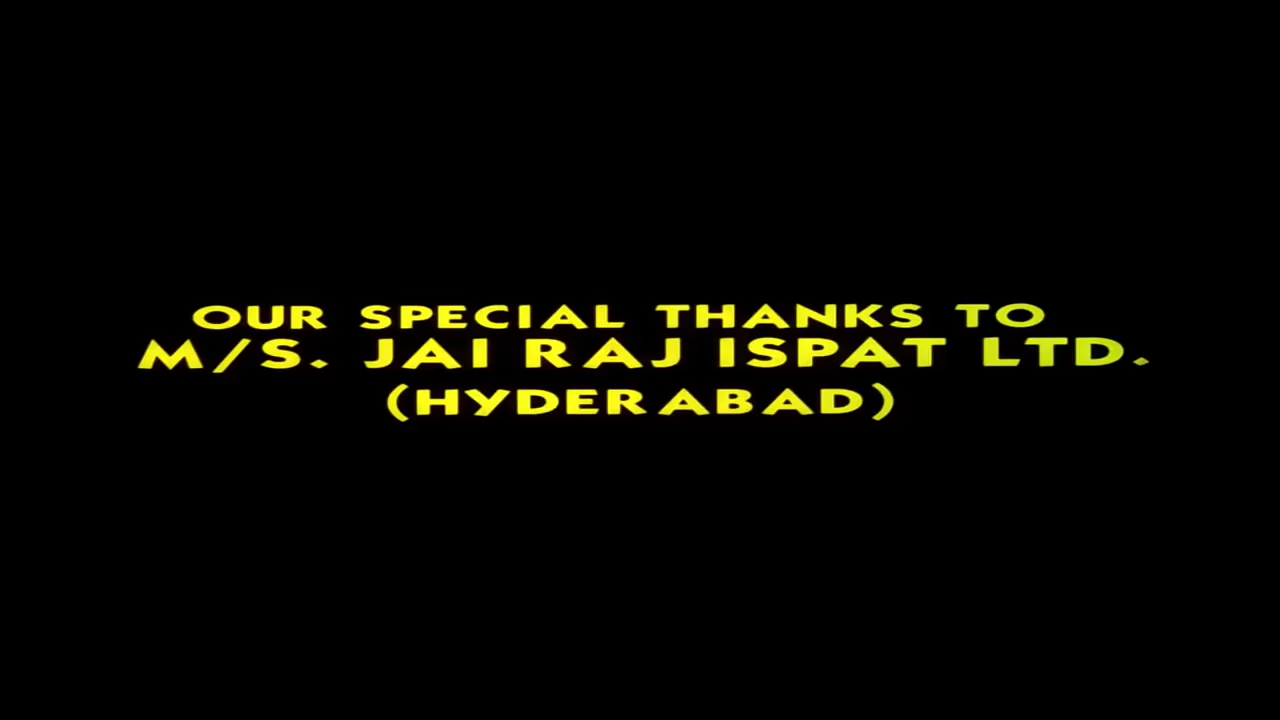 OUR SPECIAL THANKS TO
M/S. JAI RAJ ISPAT LTD.
(HYDERABAD)